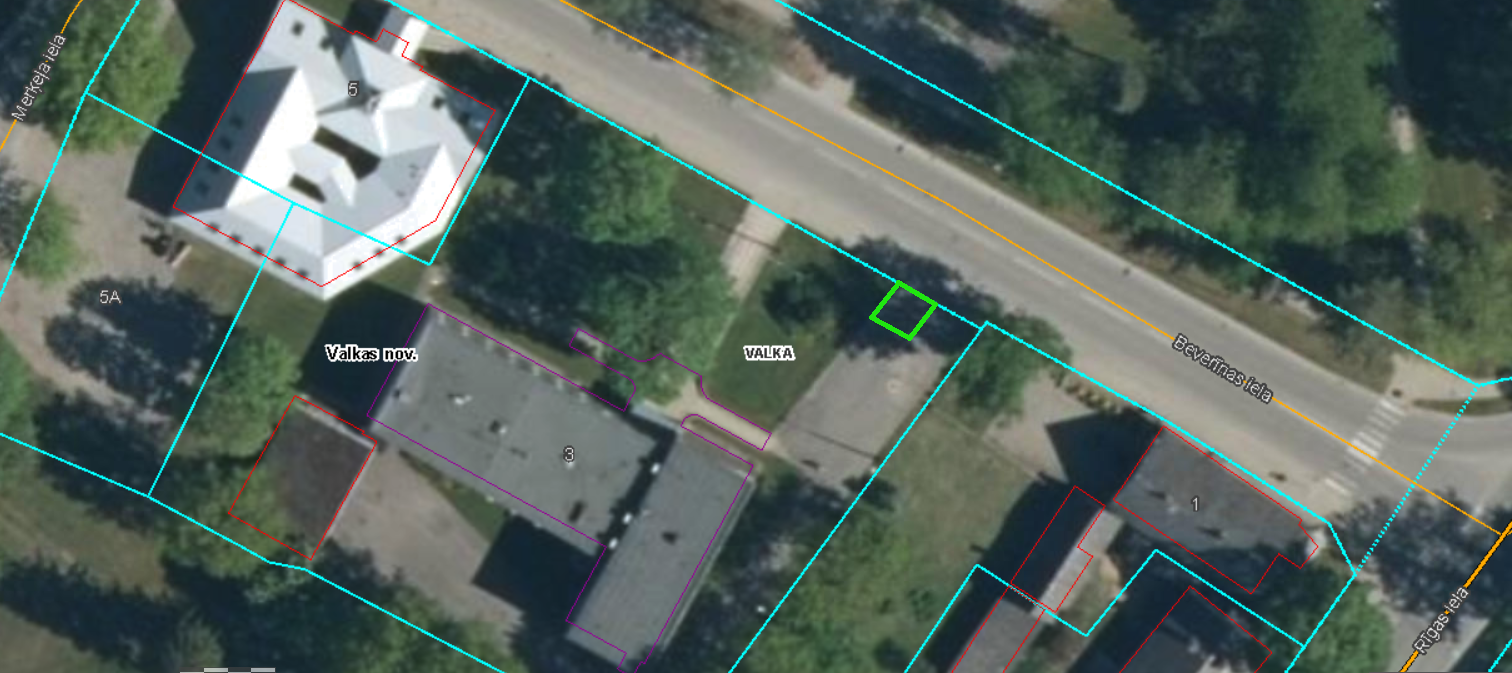 Merķeļa iela
5
5A
Valkas nov.
VALKA
3
Beverīnas iela
1
Rīgas iela